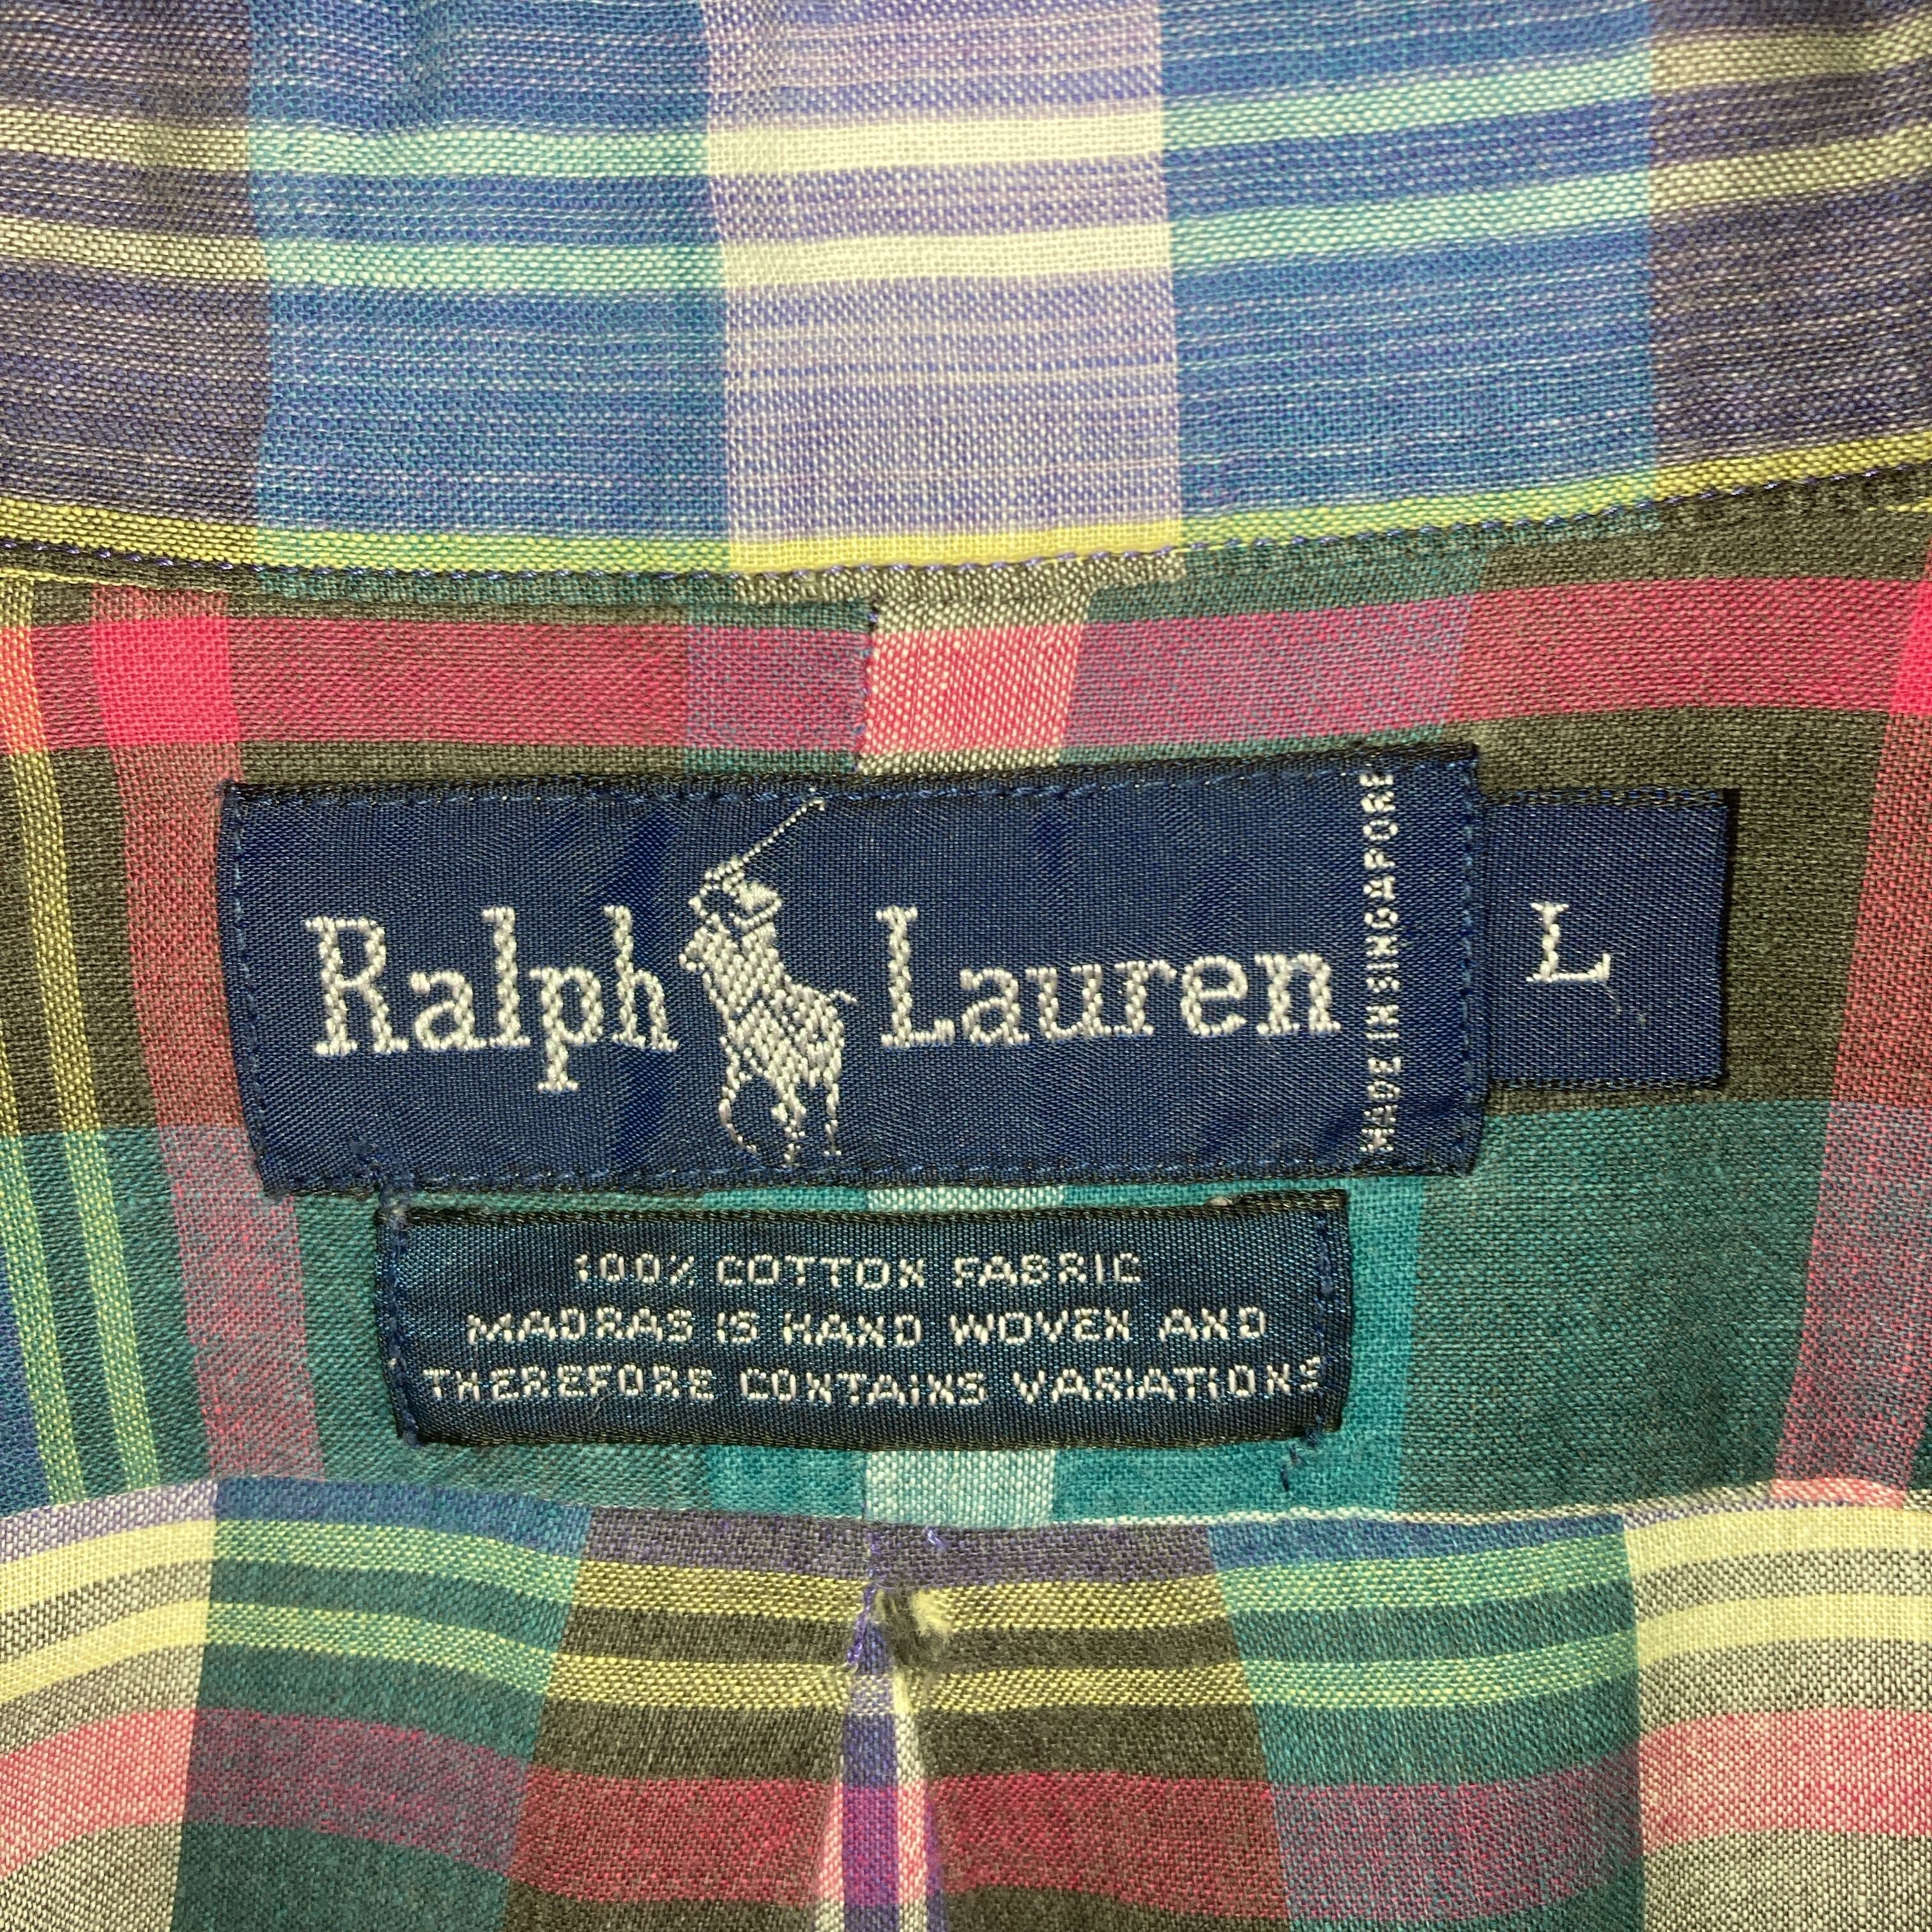 Ralph Lauren
MADE IN SINGAPORE
L
100% COTTON FABRIC
MADRAS IS HAND WOVEN AND
THEREFORE CONTAINS VARIATIONS